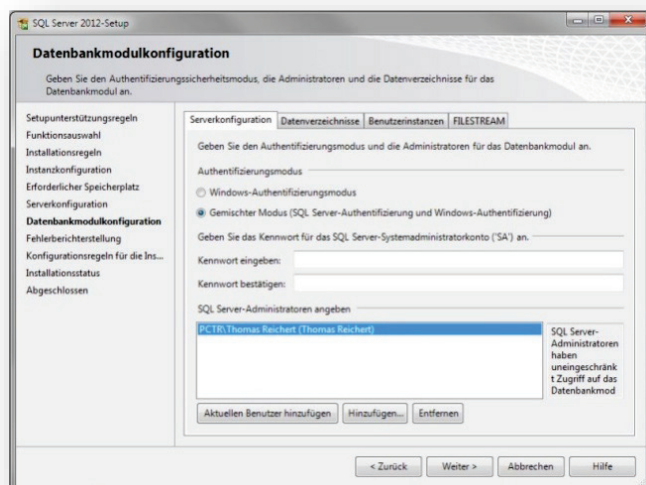 SQL Server 2012-Setup
Datenbankmodulkonfiguration
Geben Sie den Authentifizierungssicherheitsmodus, die Administratoren und die Datenverzeichnisse für das
Datenbankmodul an.
Setupunterstützungsregeln
Funktionsauswahl
Installationsregeln
Instanzkonfiguration
Erforderlicher Speicherplatz
Serverkonfiguration
Datenbankmodulkonfiguration
Fehlerberichterstellung
Konfigurationsregeln für die Ins...
Installationsstatus
Abgeschlossen
Serverkonfiguration Datenverzeichnisse Benutzerinstanzen FILESTREAM
Geben Sie den Authentifizierungsmodus und die Administratoren für das Datenbankmodul an.
Authentifizierungsmodus
Windows-Authentifizierungsmodus
Gemischter Modus (SQL Server-Authentifizierung und Windows-Authentifizierung)
Geben Sie das Kennwort für das SQL Server-Systemadministratorkonto ('SA') an.
Kennwort eingeben:
Kennwort bestätigen:
SQL Server-Administratoren angeben
PCTR\Thomas Reichert (Thomas Reichert)
SQL Server-
Administratoren
haben
uneingeschränk
t Zugriff auf das
Datenbankmod
Aktuellen Benutzer hinzufügen Hinzufügen... Entfernen
< Zurück Weiter > Abbrechen Hilfe